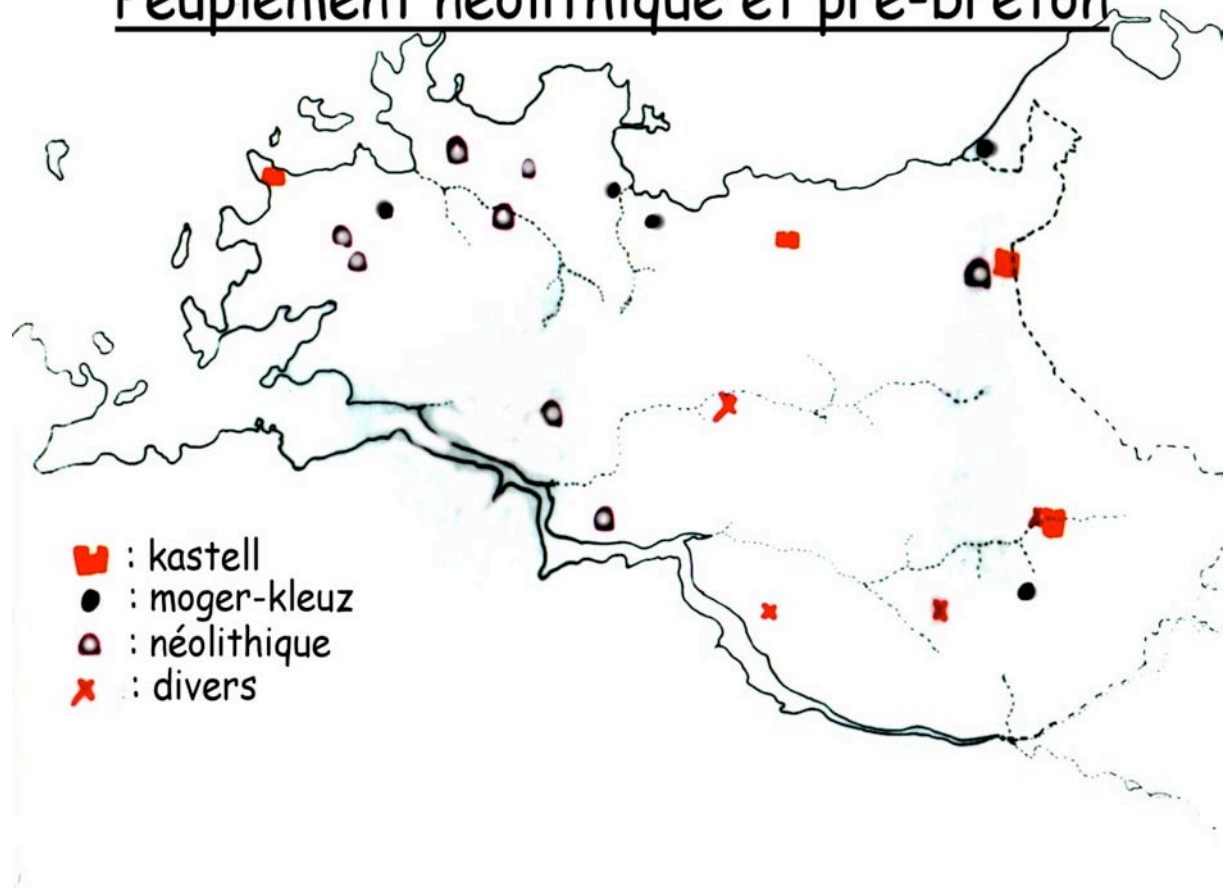 Peuplement néolithique et pré-breton
: kastell
: moger-kleuz
: néolithique
: divers